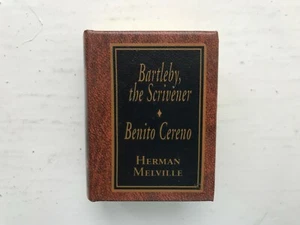 Bartleby,
the Scrivener
Benito Cereno
HERMAN
MELVILLE